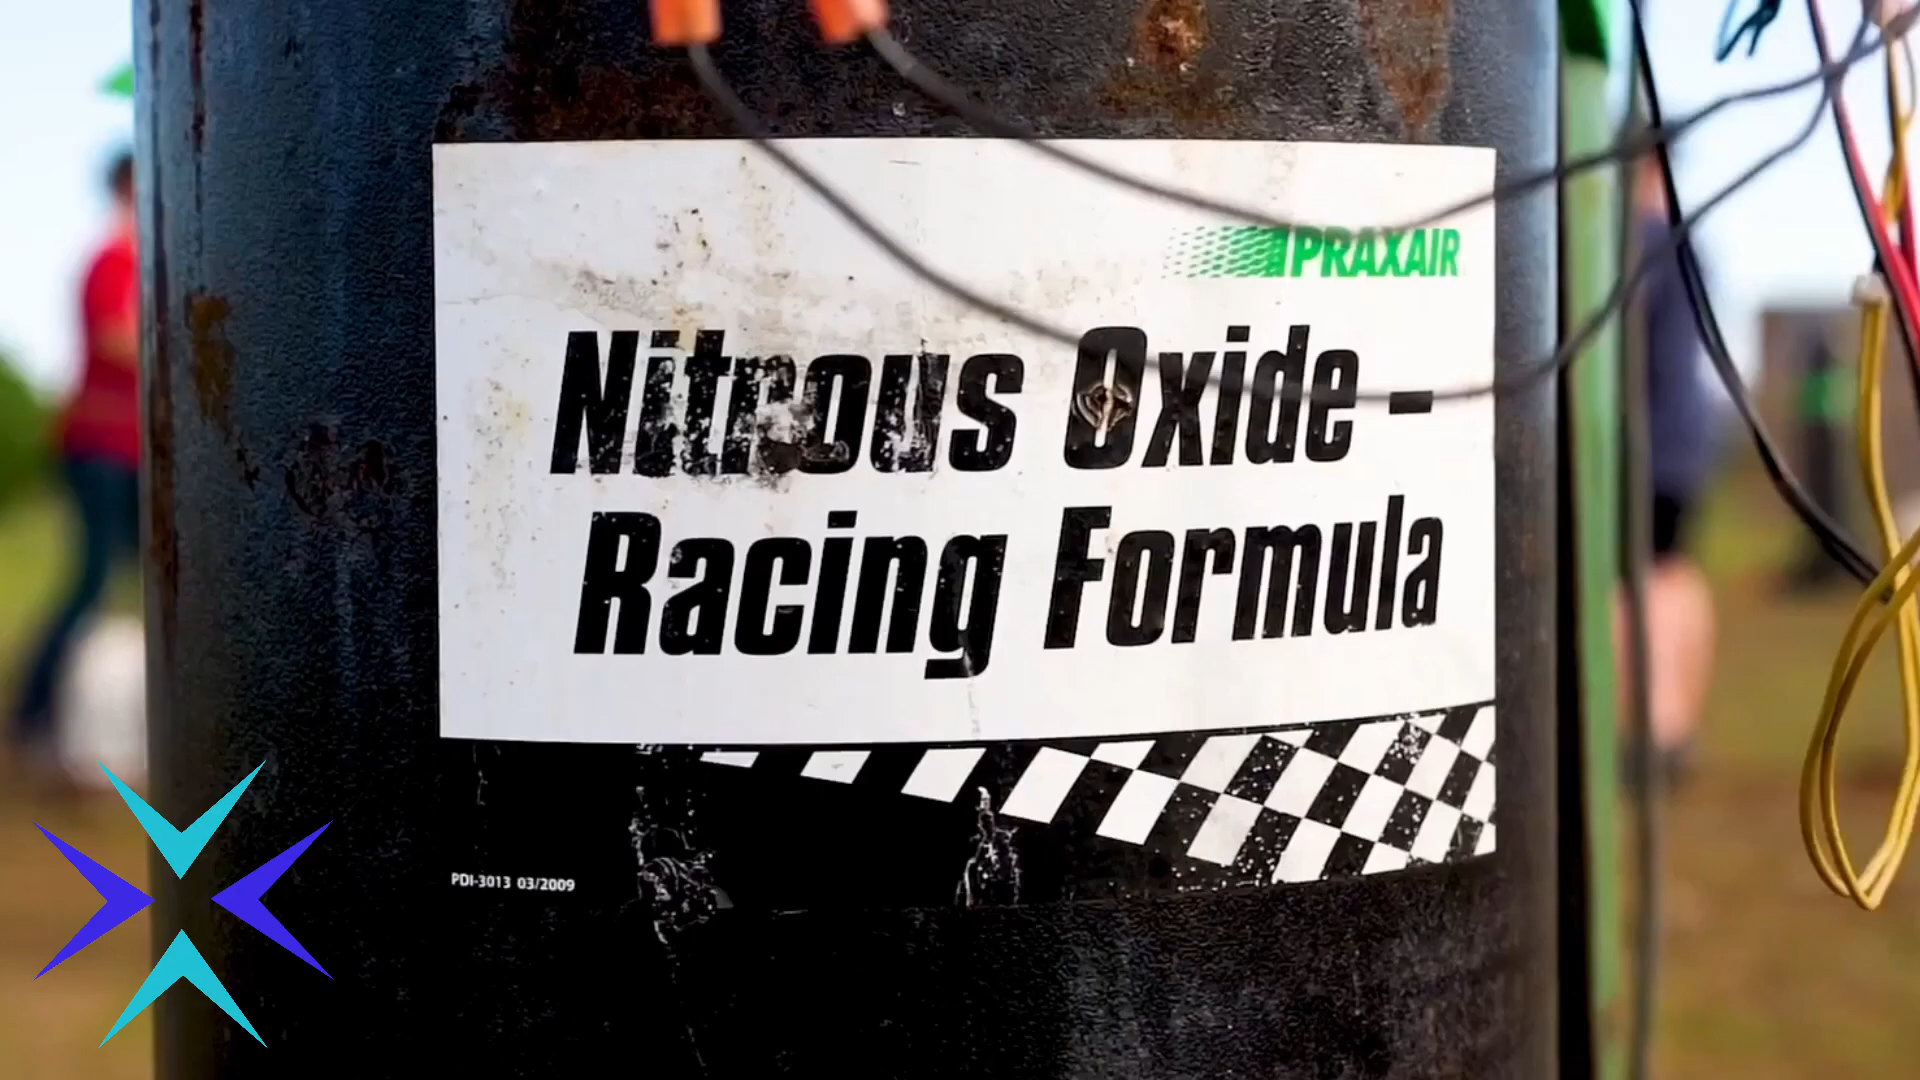 PRAXAIR
Nitrous Oxide -
Racing Formula
PDI-3013 03/2009